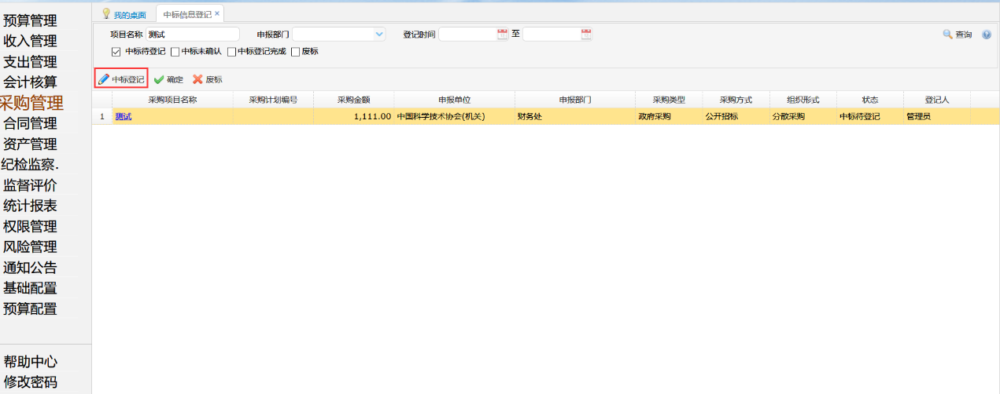 我的桌面 中标信息登记 ×
项目名称 测试 申报部门 登记时间 至 查询
中标待登记 中标未确认 中标登记完成 废标
中标登记 确定 废标
采购项目名称 采购计划编号 采购金额 申报单位 申报部门 采购类型 采购方式 组织形式 状态 登记人
1 测试 1,111.00 中国科学技术协会(机关) 财务处 政府采购 公开招标 分散采购 中标待登记 管理员
预算管理
收入管理
支出管理
会计核算
采购管理
合同管理
资产管理
纪检监察.
监督评价
统计报表
权限管理
风险管理
通知公告
基础配置
预算配置
帮助中心
修改密码